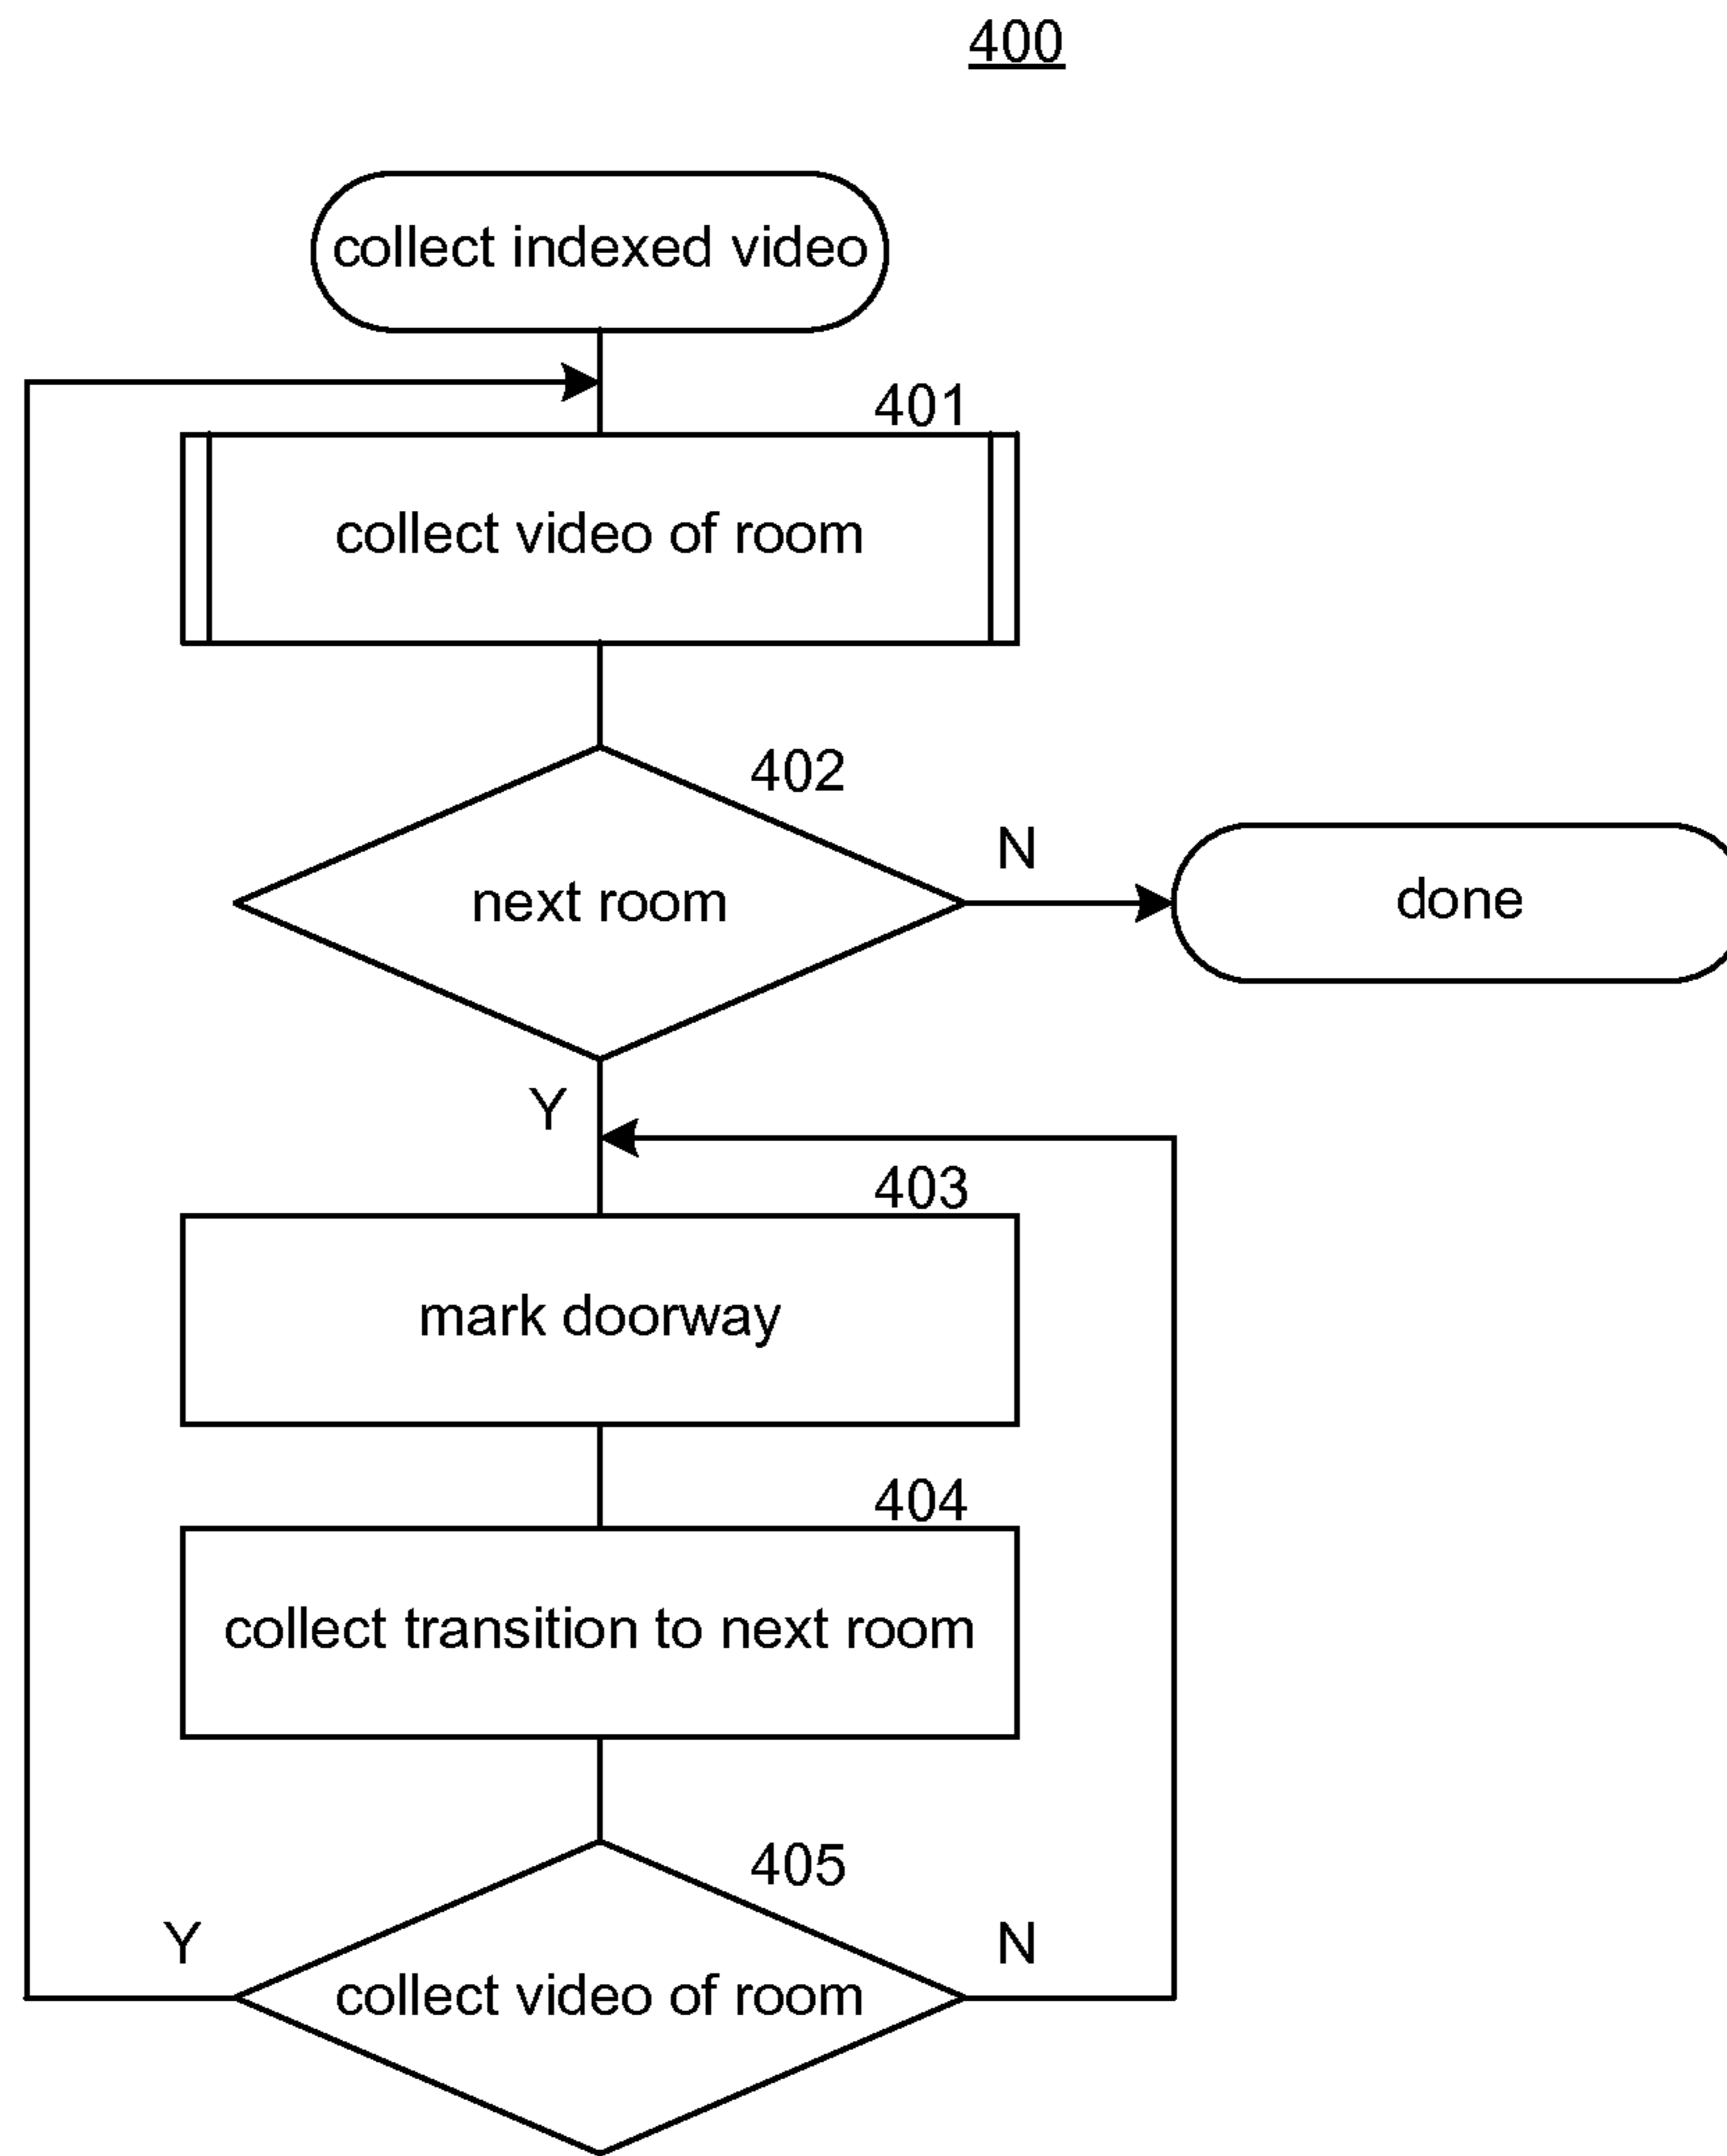 400
collect indexed video
401
collect video of room
402
next room
N
done
Y
403
mark doorway
404
collect transition to next room
405
Y
N
collect video of room